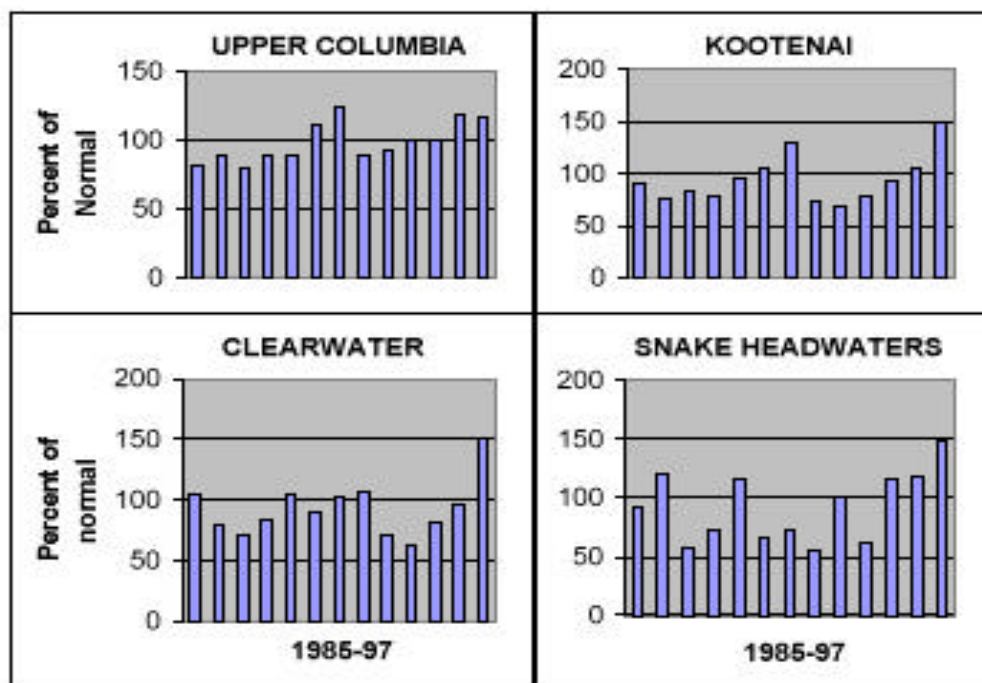 UPPER COLUMBIA
Percent of
Normal
150
100
50
0
KOOTENAI
200
150
100
50
0
CLEARWATER
Percent of
normal
200
150
100
50
0
1985-97
SNAKE HEADWATERS
200
150
100
50
0
1985-97